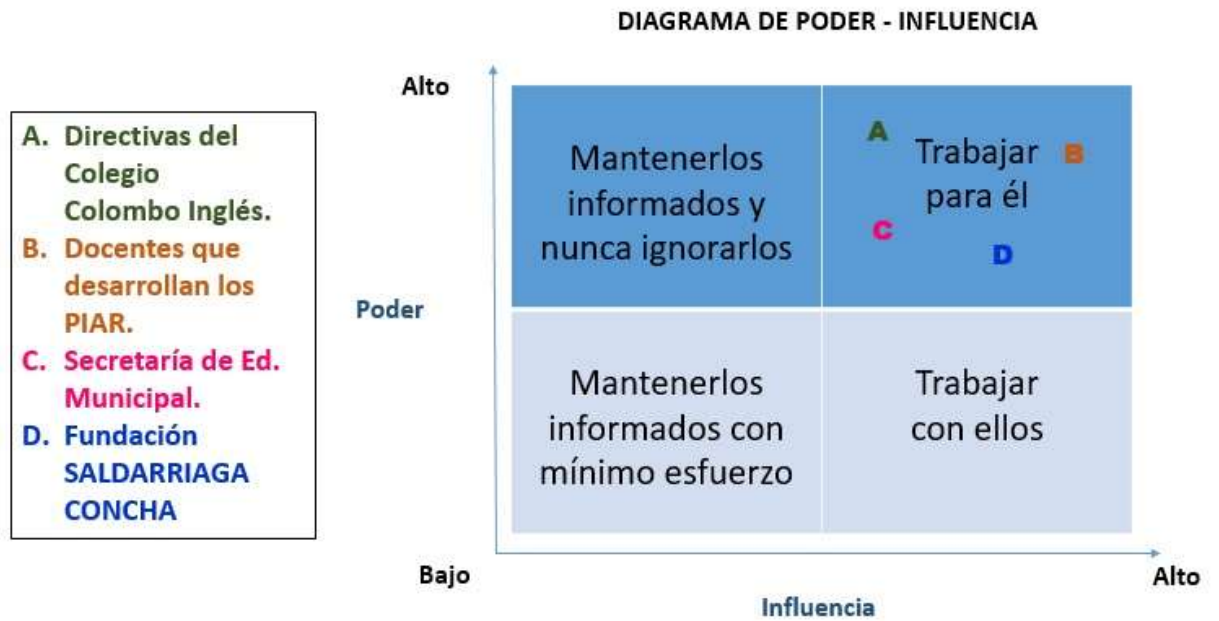 DIAGRAMA DE PODER - INFLUENCIA
A. Directivas del
Colegio
Colombo Inglés.
B. Docentes que
desarrollan los
PIAR.
C. Secretaría de Ed.
Municipal.
D. Fundación
SALDARRIAGA
CONCHA
Alto
Poder
Bajo
Mantenerlos
informados y
nunca ignorarlos
A
Trabajar B
para él
C
D
Mantenerlos
informados con
mínimo esfuerzo
Trabajar
con ellos
Alto
Influencia